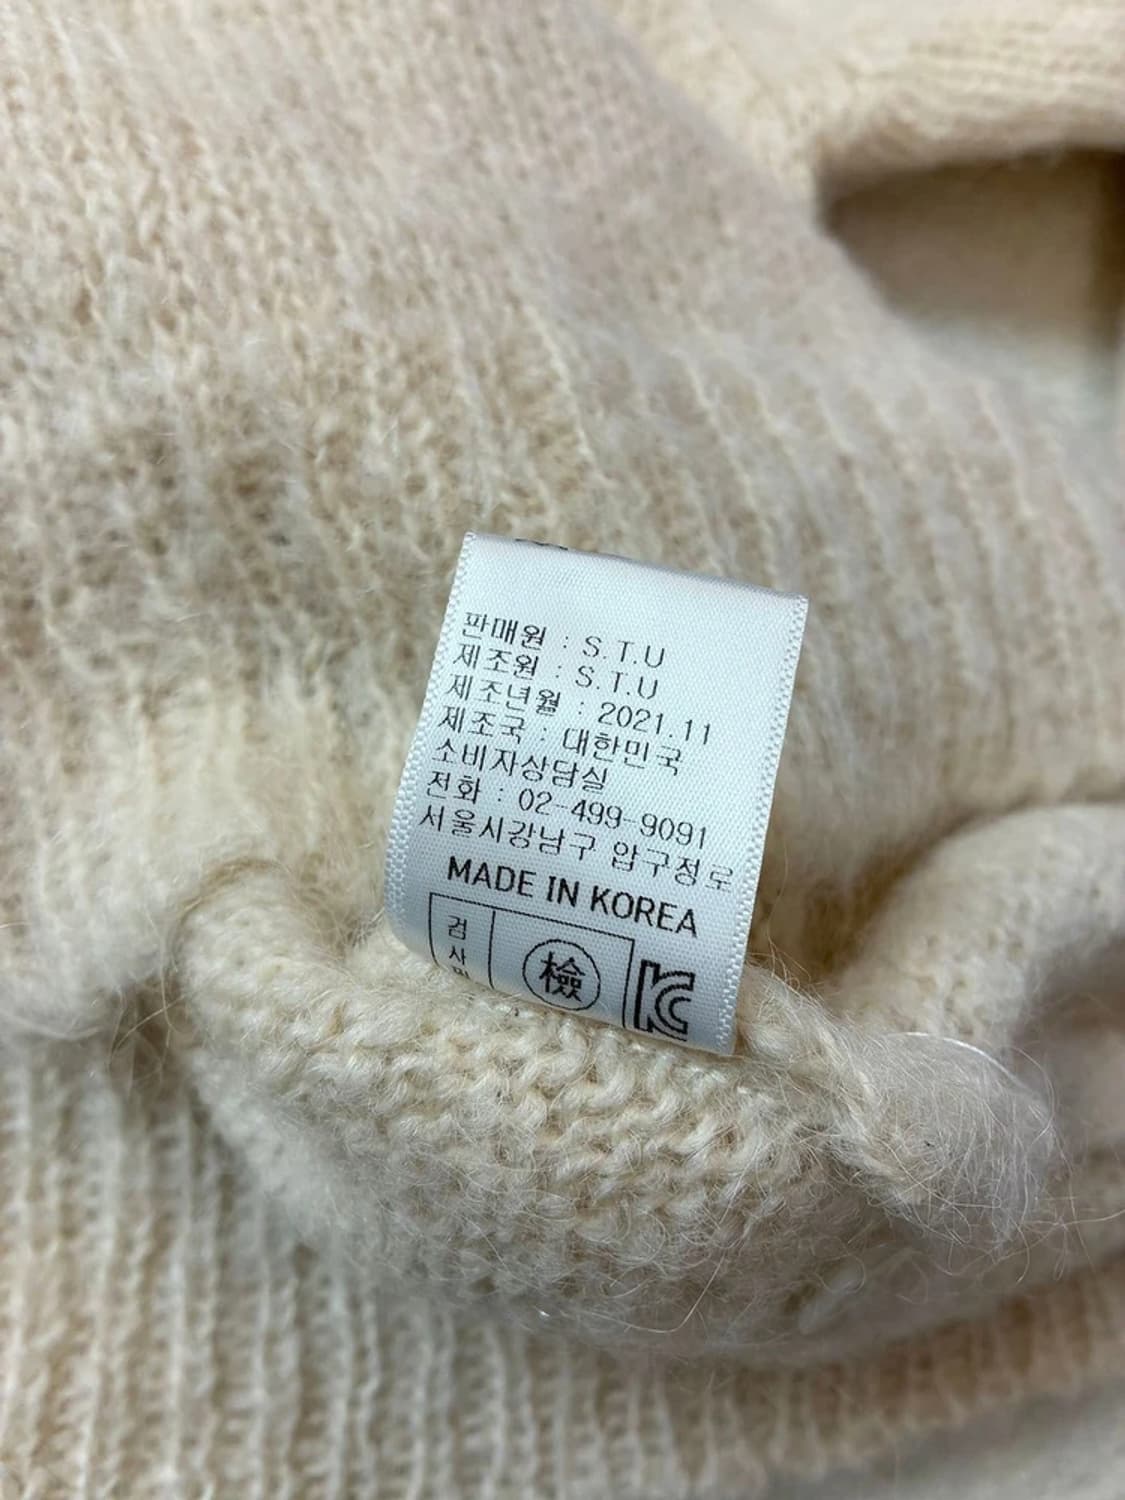 판매원 : S.T.U
제조원 : S.T.U
제조년월 : 2021.11
제조국 : 대한민국
소비자상담실
전화 : 02-499-9091
서울시강남구 압구정로
MADE IN KOREA
검사
檢
KC